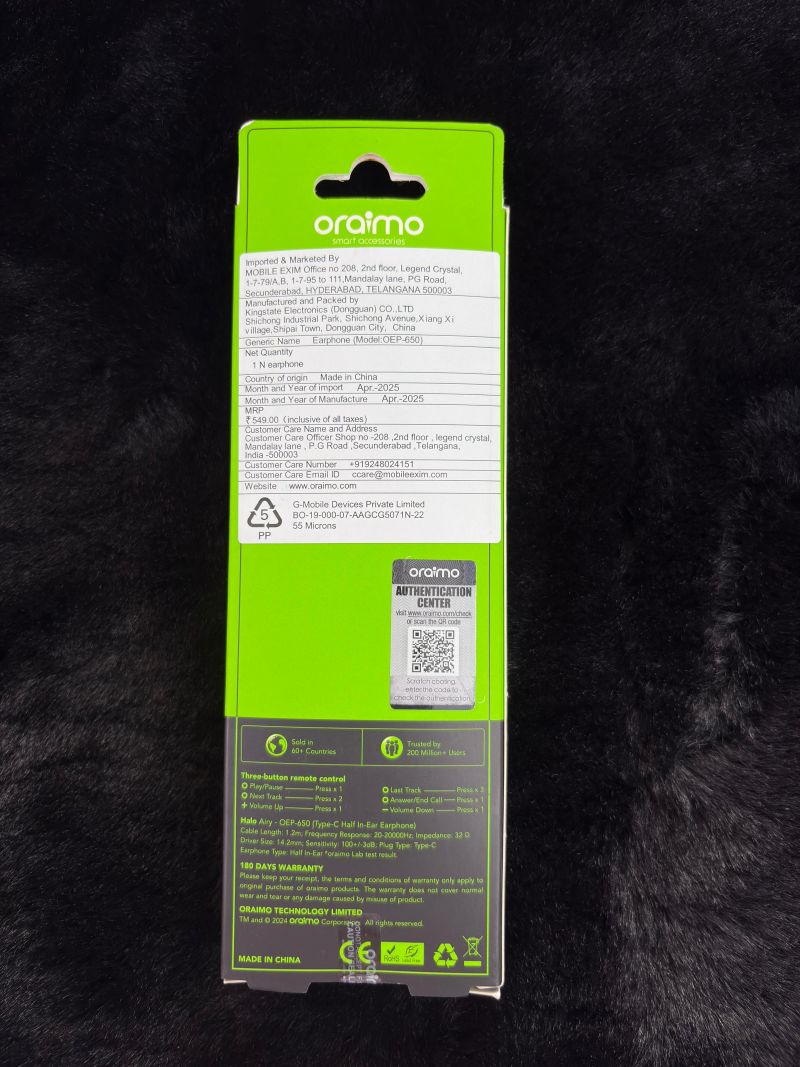 oraimo
smart accessories
Imported & Marketed By
MOBILE EXIM Office no 208, 2nd floor, Legend Crystal,
1-7-79/A,B, 1-7-95 to 111,Mandalay lane, PG Road,
Secunderabad, HYDERABAD, TELANGANA 500003
Manufactured and Packed by
Kingstate Electronics (Dongguan) CO.,LTD
Shichong Industrial Park, Shichong Avenue,Xiang Xi
village,Shipai Town, Dongguan City, China
Generic Name Earphone (Model:OEP-650)
Net Quantity
1 N earphone
Country of origin Made in China
Month and Year of import Apr.-2025
Month and Year of Manufacture Apr.-2025
MRP
₹ 549.00 (inclusive of all taxes)
Customer Care Name and Address
Customer Care Officer Shop no -208 ,2nd floor , legend crystal,
Mandalay lane , P.G Road ,Secunderabad ,Telangana,
India -500003
Customer Care Number +919248024151
Customer Care Email ID ccare@mobileexim.com
Website www.oraimo.com
5
PP
G-Mobile Devices Private Limited
BO-19-000-07-AAGCG5071N-22
55 Microns
oraimo
AUTHENTICATION
CENTER
visit www.oraimo.com/check
or scan the QR code
Scratch coating,
enter the code to
check the authentication
Sold in
60+ Countries
Trusted by
200 Million+ Users
Three-button remote control
Play/Pause Press x 1
Next Track Press x 2
+ Volume Up Press x 1
Last Track Press x 3
Answer/End Call Press x 1
− Volume Down Press x 1
Halo Airy - OEP-650 (Type-C Half In-Ear Earphone)
Cable Length: 1.2m; Frequency Response: 20-20000Hz; Impedance: 32 Ω
Driver Size: 14.2mm; Sensitivity: 100+/-3dB; Plug Type: Type-C
Earphone Type: Half In-Ear *oraimo Lab test result.
180 DAYS WARRANTY
Please keep your receipt, the terms and conditions of warranty only apply to
original purchase of oraimo products. The warranty does not cover normal
wear and tear or any damage caused by misuse of product.
ORAIMO TECHNOLOGY LIMITED
TM and © 2024 oraimo All rights reserved.
MADE IN CHINA
CE
RoHS
Lead Free